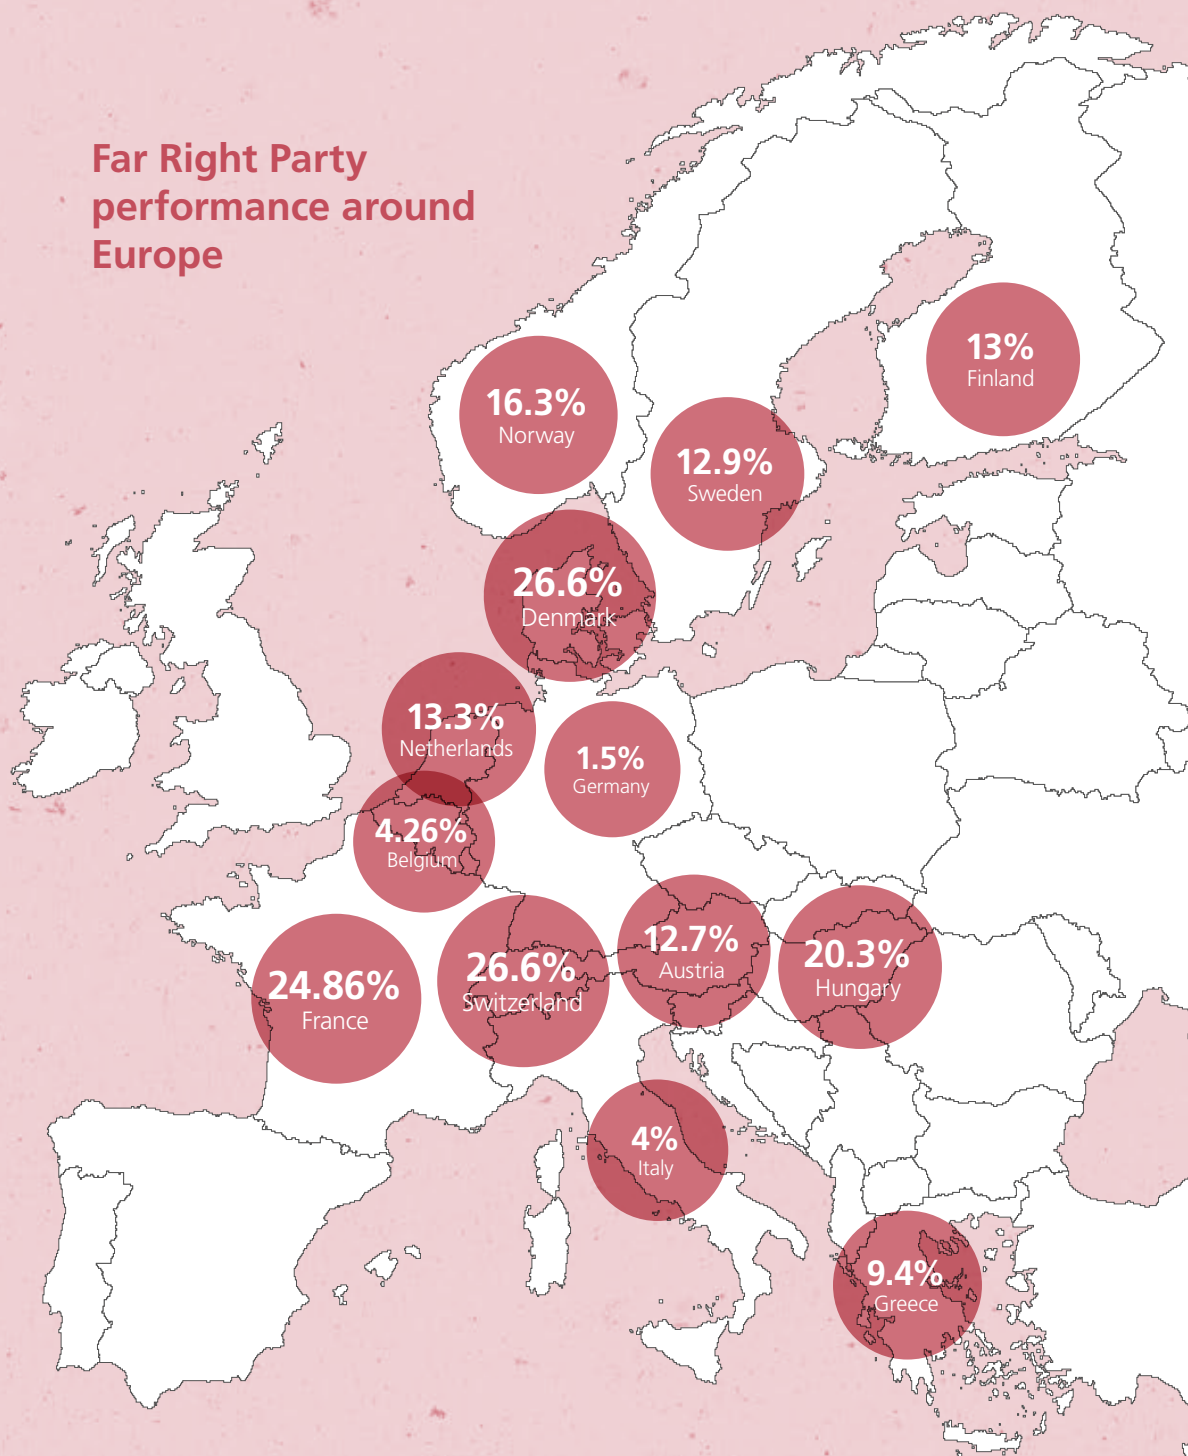 Far Right Party
performance around
Europe
13%
Finland
16.3%
Norway
12.9%
Sweden
26.6%
Denmark
13.3%
Netherlands
1.5%
Germany
4.26%
Belgium
12.7%
Austria
20.3%
Hungary
26.6%
Switzerland
24.86%
France
4%
Italy
9.4%
Greece